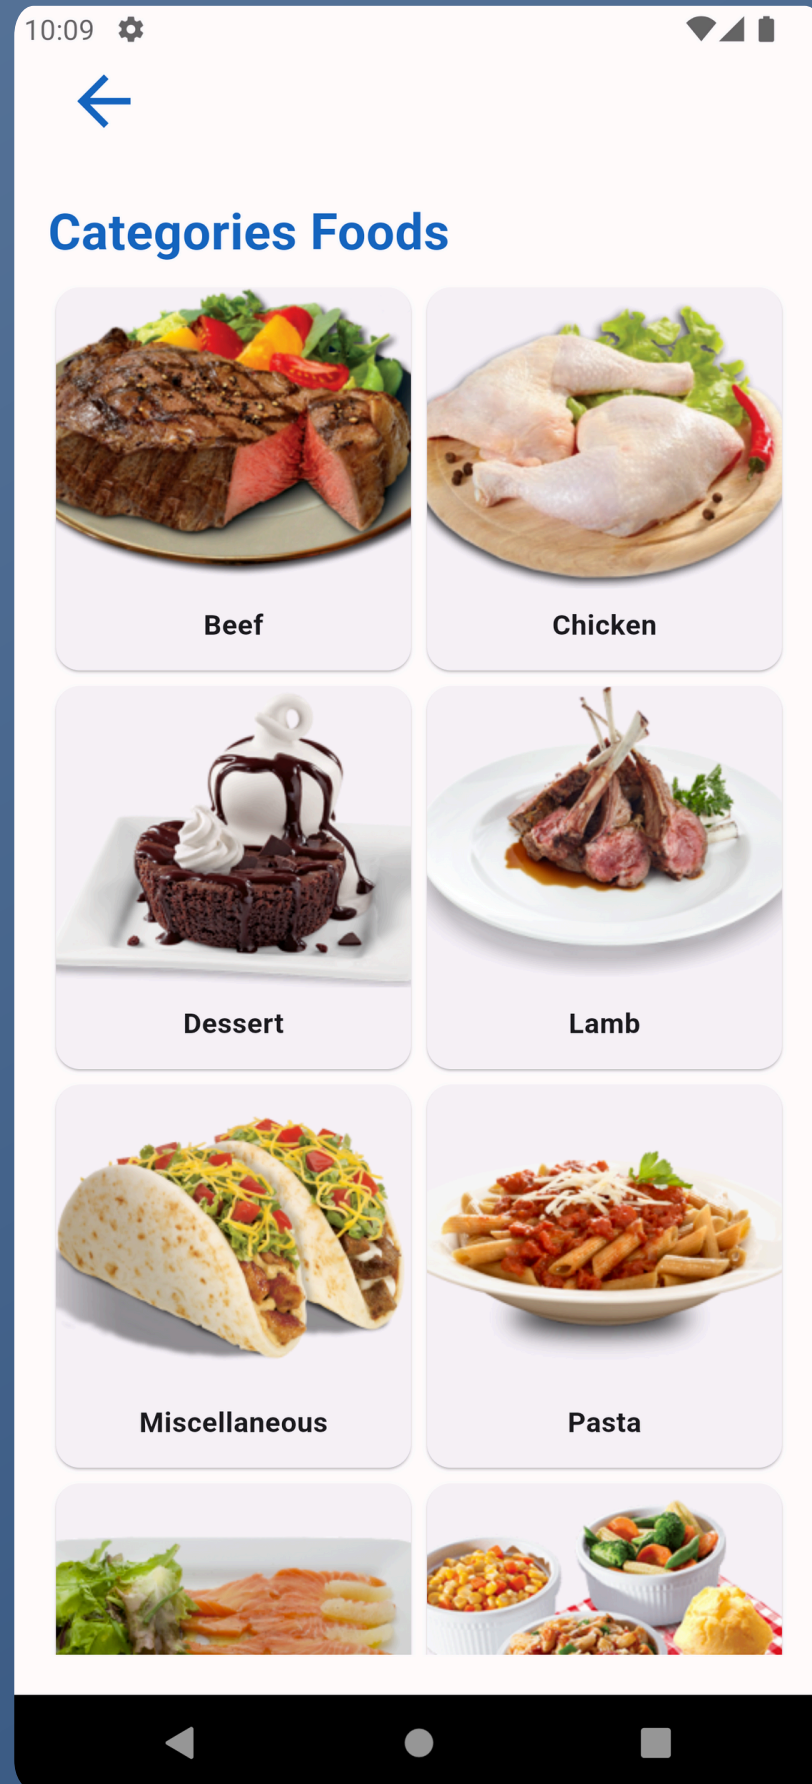 10:09
Categories Foods
Beef
Chicken
Dessert
Lamb
Miscellaneous
Pasta